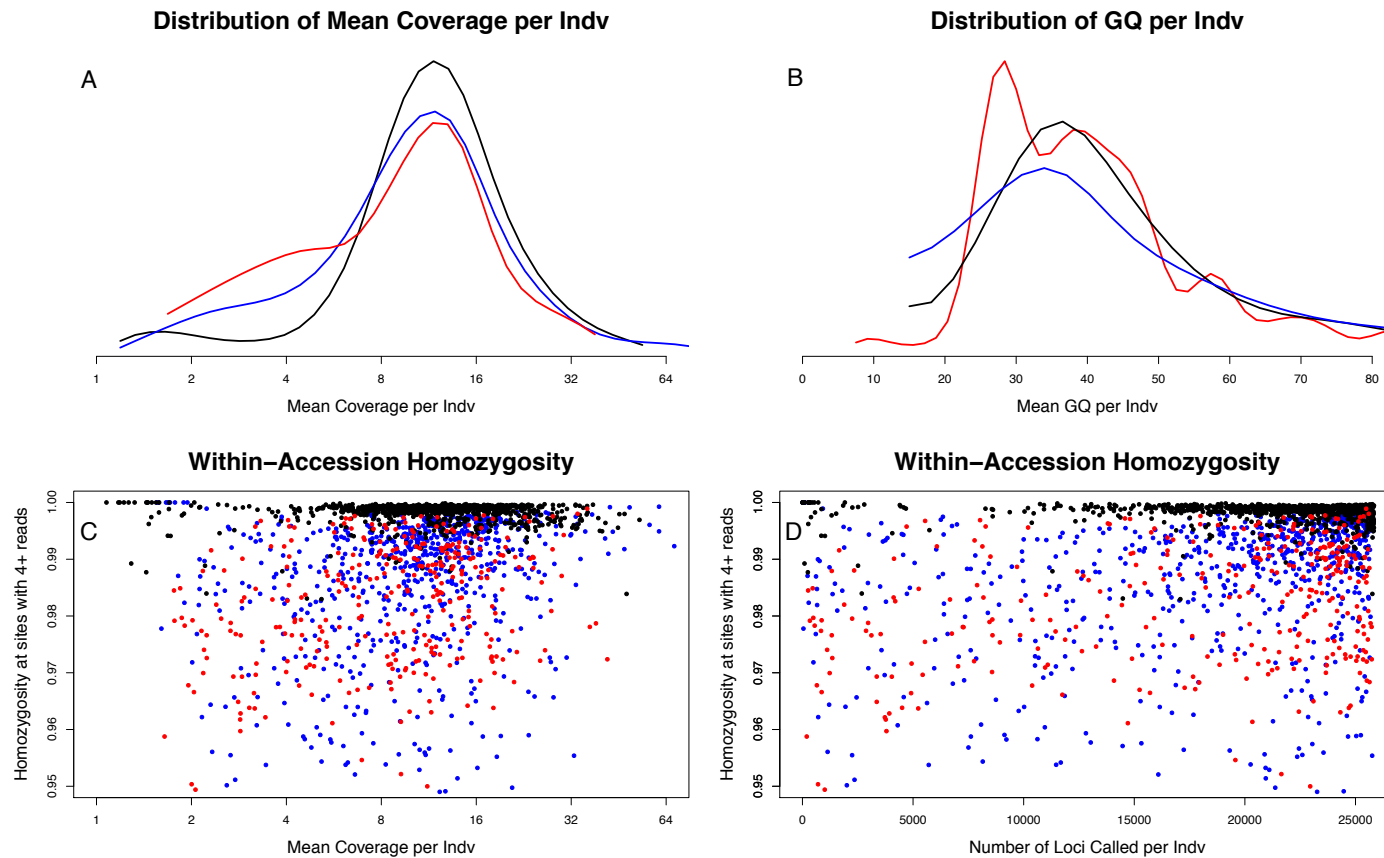 Distribution of Mean Coverage per Indv
A
1 2 4 8 16 32 64
Mean Coverage per Indv
Distribution of GQ per Indv
B
0 10 20 30 40 50 60 70 80
Mean GQ per Indv
Within−Accession Homozygosity
C
Homozygosity at sites with 4+ reads
1.00
0.99
0.98
0.97
0.96
0.95
1 2 4 8 16 32 64
Mean Coverage per Indv
Within−Accession Homozygosity
D
Homozygosity at sites with 4+ reads
1.00
0.99
0.98
0.97
0.96
0.95
0 5000 10000 15000 20000 25000
Number of Loci Called per Indv